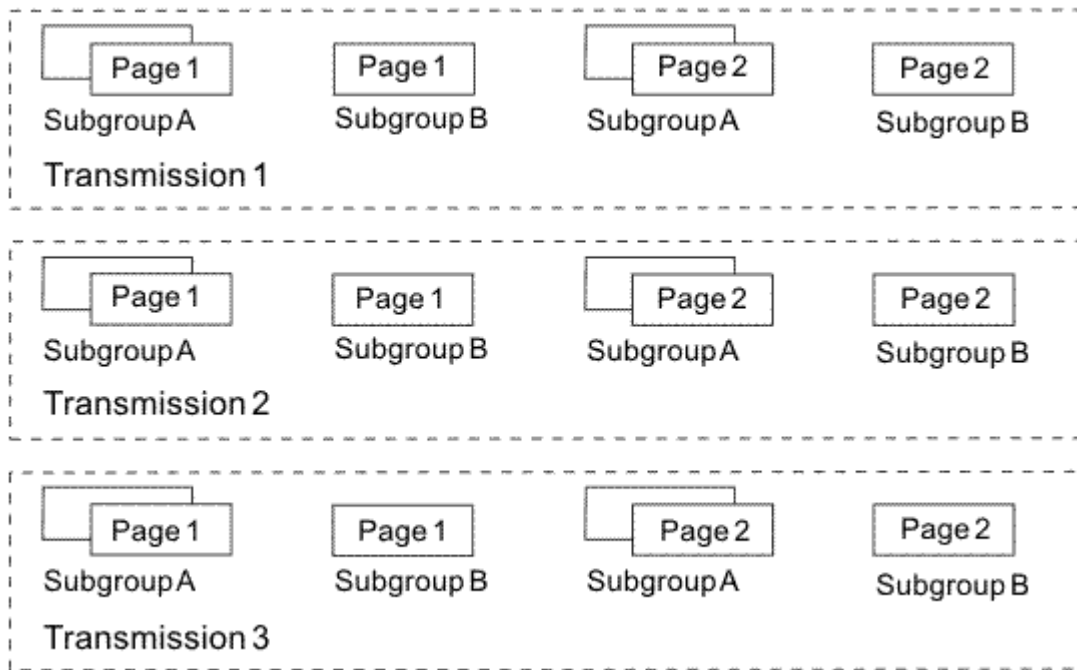 Page 1 Page 1 Page 2 Page 2
Subgroup A Subgroup B Subgroup A Subgroup B
Transmission 1
Page 1 Page 1 Page 2 Page 2
Subgroup A Subgroup B Subgroup A Subgroup B
Transmission 2
Page 1 Page 1 Page 2 Page 2
Subgroup A Subgroup B Subgroup A Subgroup B
Transmission 3